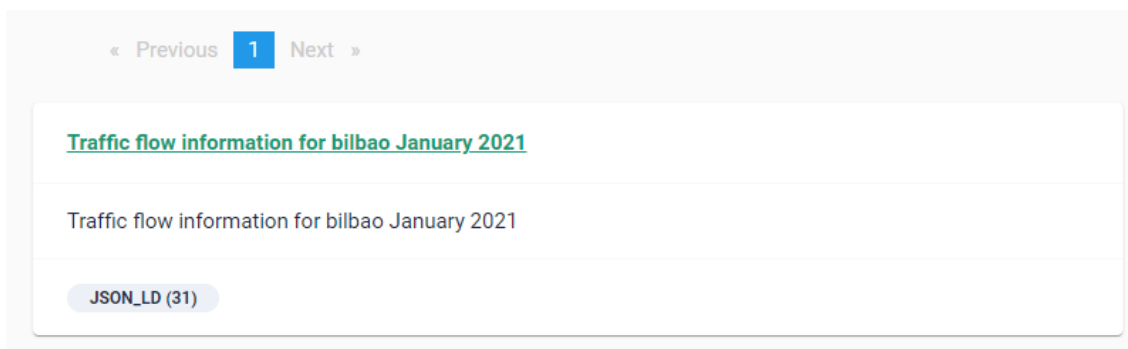 « Previous 1 Next »
Traffic flow information for bilbao January 2021
Traffic flow information for bilbao January 2021
JSON_LD (31)